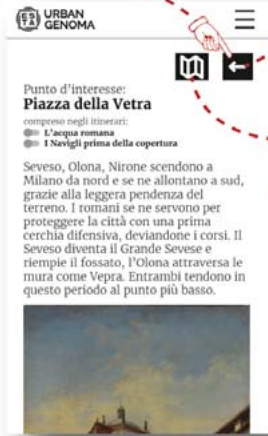 ESTÀ
URBAN
GENOMA
Punto d'interesse:
Piazza della Vetra
compreso negli itinerari:
L'acqua romana
I Navigli prima della copertura
Seveso, Olona, Nirone scendono a
Milano da nord e se ne allontano a sud,
grazie alla leggera pendenza del
terreno. I romani se ne servono per
proteggere la città con una prima
cerchia difensiva, deviandone i corsi. Il
Seveso diventa il Grande Sevese e
riempie il fossato, l'Olona attraversa le
mura come Vepra. Entrambi tendono in
questo periodo al punto più basso.